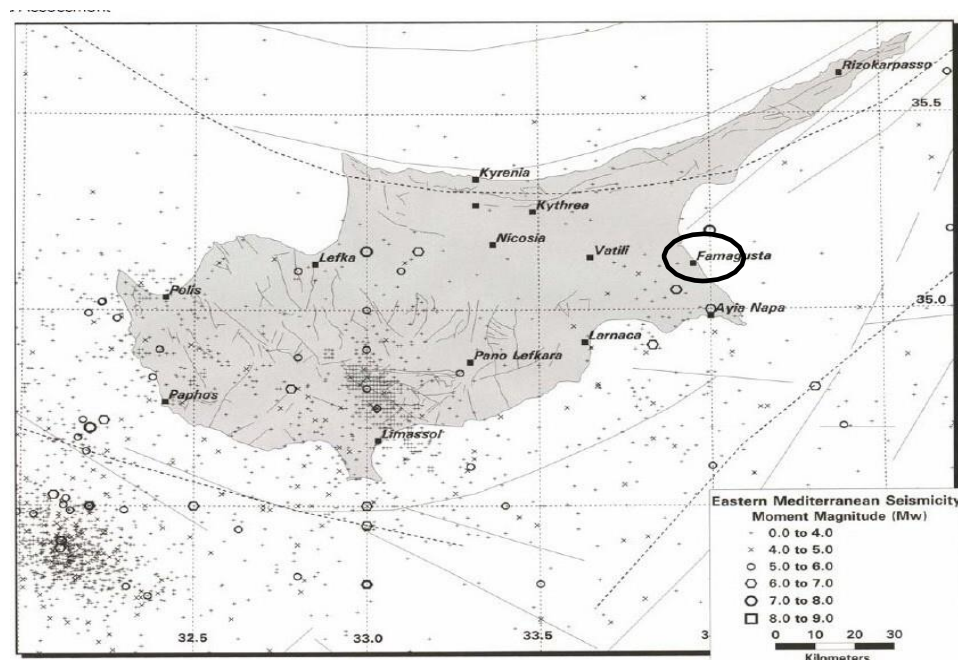 Rizokarpasso
35.5
Kyrenia
Kythrea
Nicosia
Vatili
Famagusta
Lefka
Polis
35.0
Ayia Napa
Larnaca
Pano Lefkara
Paphos
Limassol
Eastern Mediterranean Seismicity
Moment Magnitude (Mw)
0.0 to 4.0
4.0 to 5.0
5.0 to 6.0
6.0 to 7.0
7.0 to 8.0
8.0 to 9.0
32.5
33.0
33.5
3
0 10 20 30
Kilometers